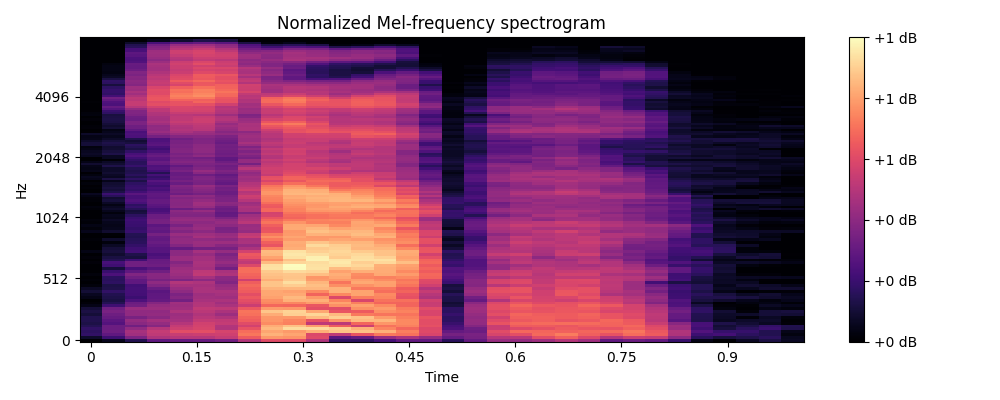 Normalized Mel-frequency spectrogram
Hz
4096
2048
1024
512
0
0 0.15 0.3 0.45 0.6 0.75 0.9
Time
+1 dB
+1 dB
+1 dB
+0 dB
+0 dB
+0 dB